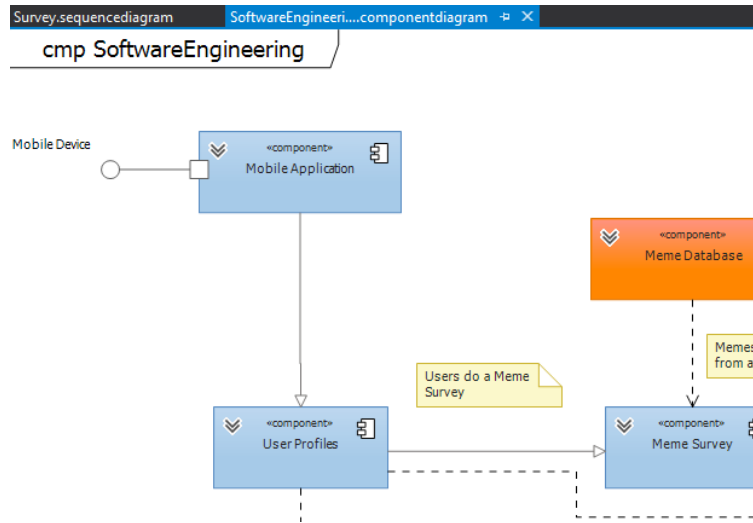 Survey.sequencediagram
SoftwareEngineeri....componentdiagram
cmp SoftwareEngineering
Mobile Device
«component»
Mobile Application
«component»
Meme Database
Memes
from a
Users do a Meme
Survey
«component»
User Profiles
«component»
Meme Survey